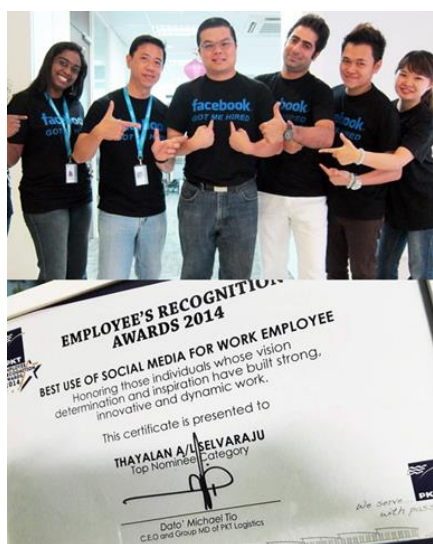 facebook
GOT ME HIRED
facebook
GOT ME HIRED
facebook
GOT ME HIRED
EMPLOYEE'S RECOGNITION
AWARDS 2014
BEST USE OF SOCIAL MEDIA FOR WORK EMPLOYEE
Honoring those individuals whose vision
determination and inspiration have built strong,
innovative and dynamic work.
This certificate is presented to
THAYALAN A/L SELVARAJU
Top Nominee Category
Dato' Michael Tio
C.E.O and Group MD of PKT Logistics
PKT
2014
we serve
with